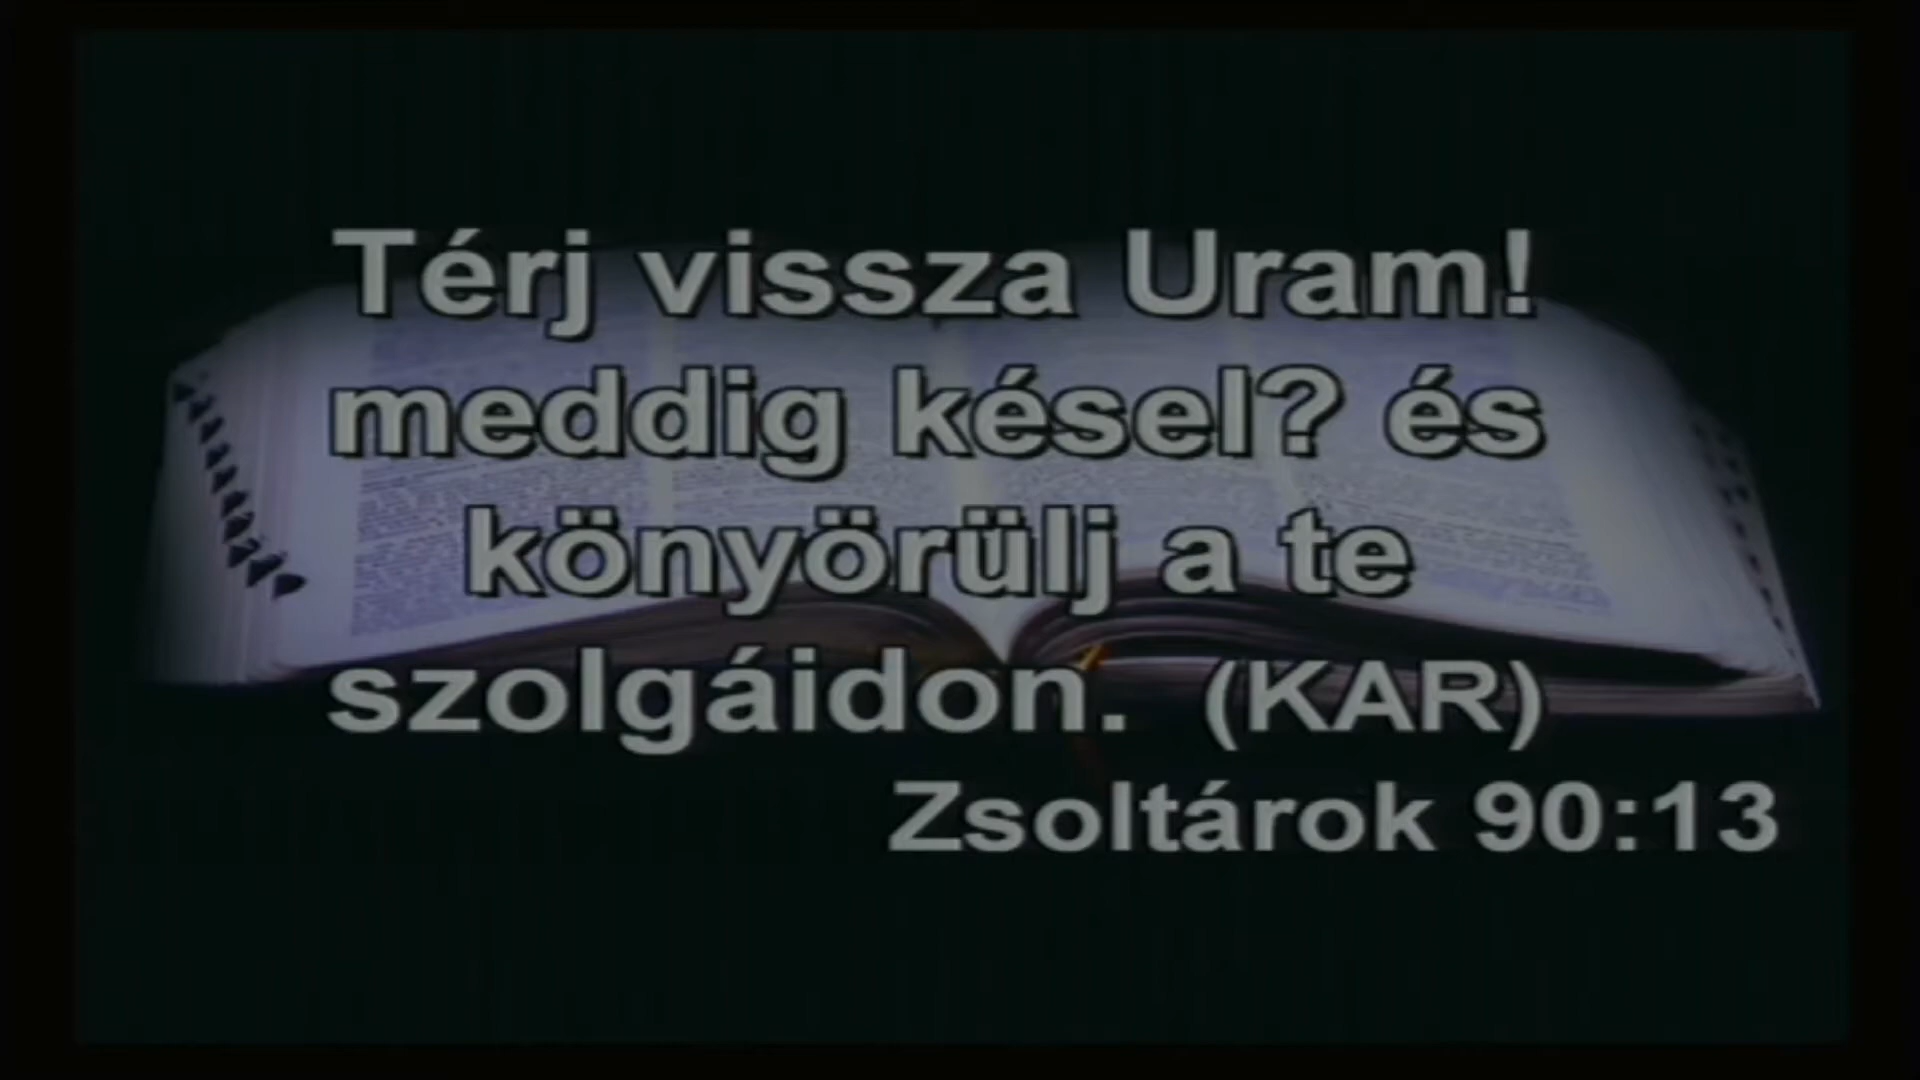 Térj vissza Uram!
meddig késel? és
könyörülj a te
szolgáidon. (KAR)
Zsoltárok 90:13